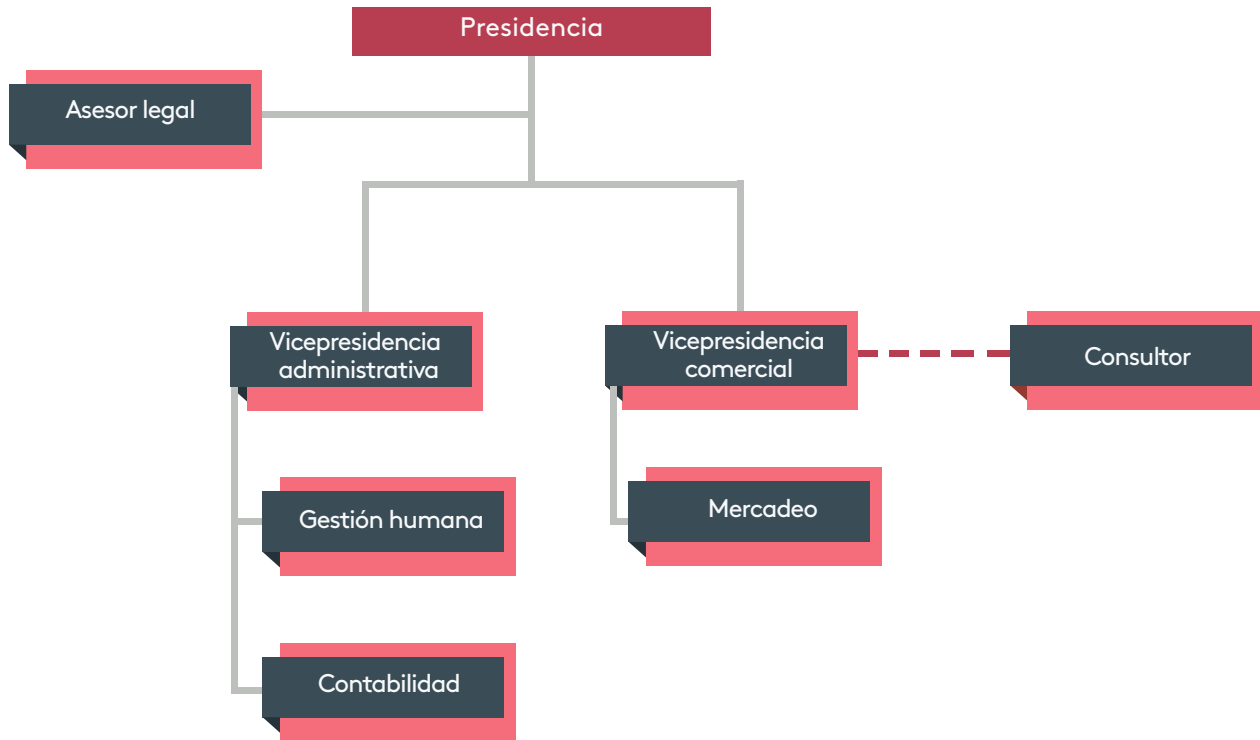 Presidencia
Asesor legal
Vicepresidencia
administrativa
Vicepresidencia
comercial
Consultor
Gestión humana
Mercadeo
Contabilidad